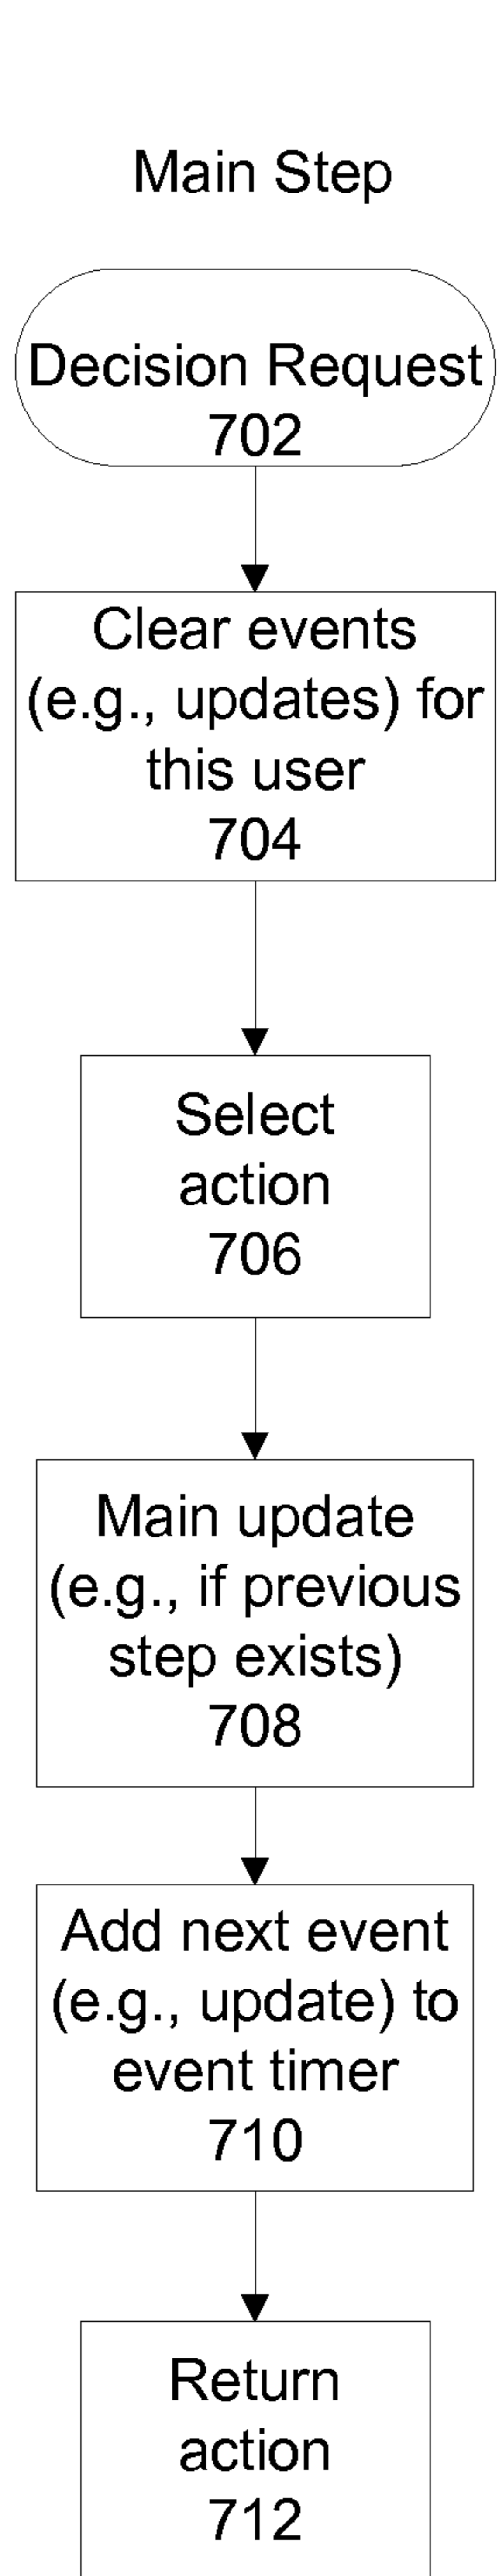 Main Step
Decision Request
702
Clear events
(e.g., updates) for
this user
704
Select
action
706
Main update
(e.g., if previous
step exists)
708
Add next event
(e.g., update) to
event timer
710
Return
action
712